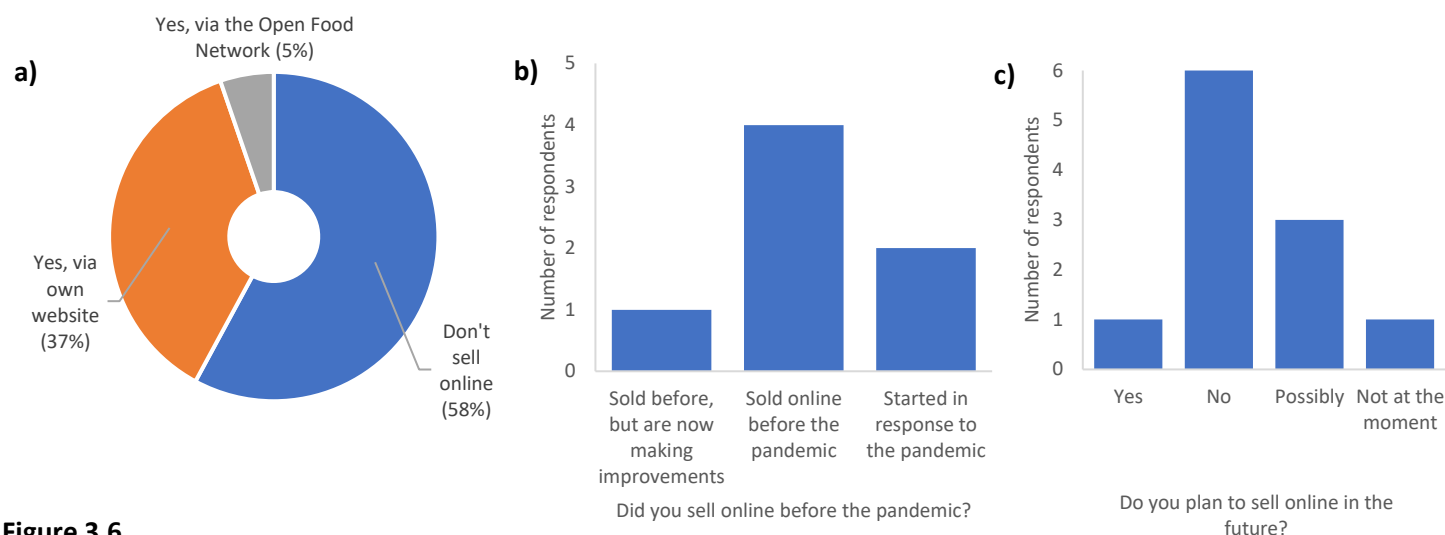 a)
Yes, via the Open Food
Network (5%)
Yes, via
own
website
(37%)
Don't
sell
online
(58%)
b)
Number of respondents
5
4
3
2
1
0
Sold before,
but are now
making
improvements
Sold online
before the
pandemic
Started in
response to
the pandemic
Did you sell online before the pandemic?
c)
Number of respondents
6
5
4
3
2
1
0
Yes
No
Possibly
Not at the
moment
Do you plan to sell online in the
future?
Figure 3.6